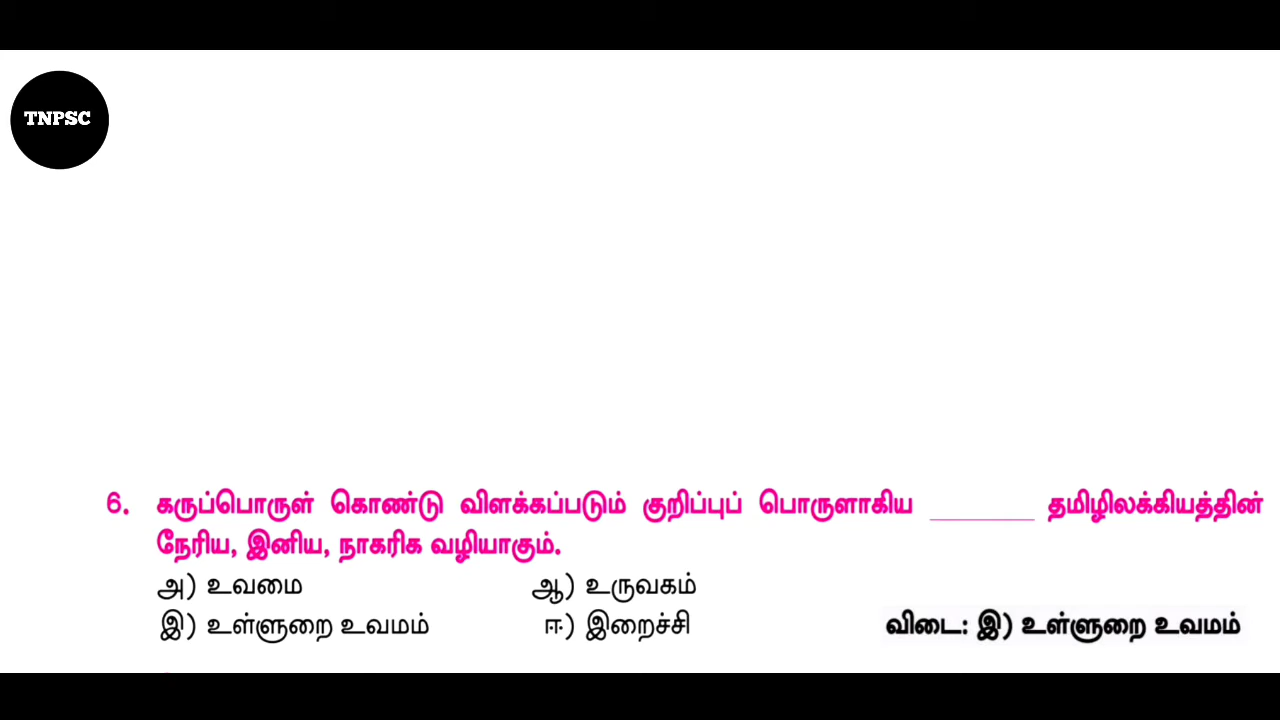 TNPSC
6. கருப்பொருள் கொண்டு விளக்கப்படும் குறிப்புப் பொருளாகிய ________ தமிழிலக்கியத்தின்
நேரிய, இனிய, நாகரிக வழியாகும்.
அ) உவமை ஆ) உருவகம்
இ) உள்ளுறை உவமம் ஈ) இறைச்சி விடை: இ) உள்ளுறை உவமம்